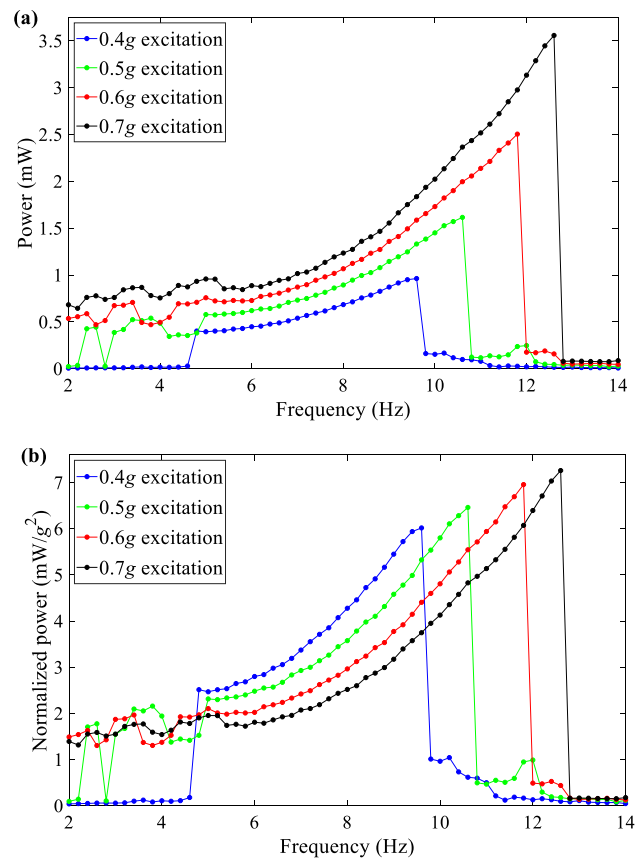 (a)
0.4g excitation
0.5g excitation
0.6g excitation
0.7g excitation
Power (mW)
3.5
3
2.5
2
1.5
1
0.5
0
2 4 6 8 10 12 14
Frequency (Hz)
(b)
0.4g excitation
0.5g excitation
0.6g excitation
0.7g excitation
Normalized power (mW/g²)
7
6
5
4
3
2
1
0
2 4 6 8 10 12 14
Frequency (Hz)